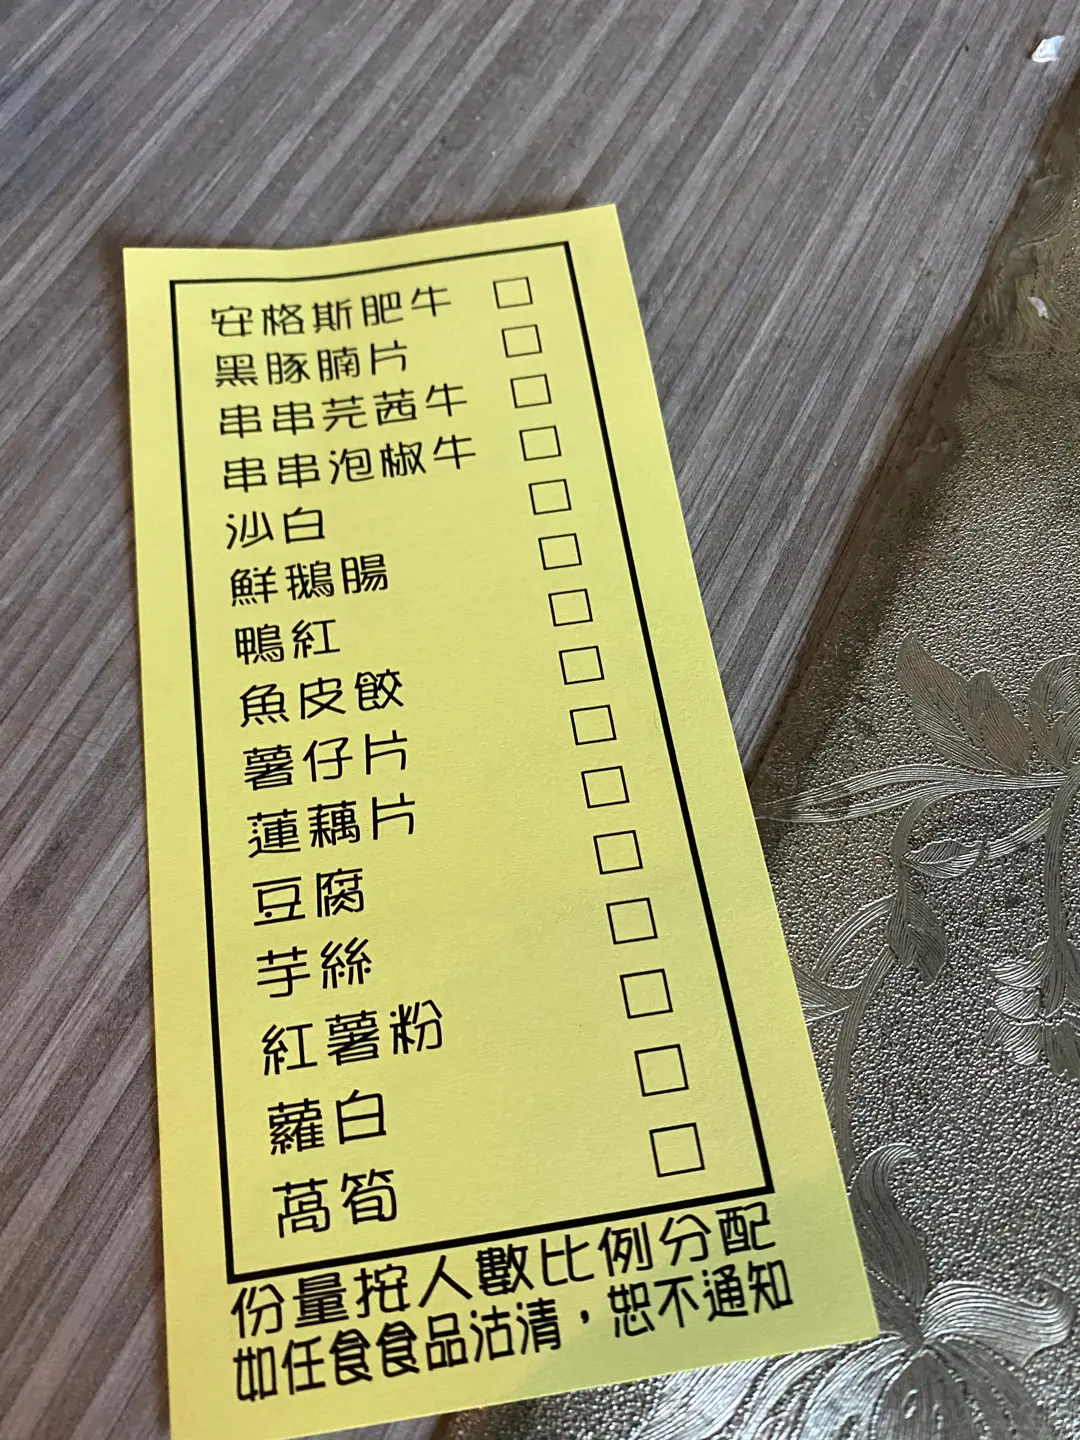 安格斯肥牛 □
黑豚腩片 □
串串芫茜牛 □
串串泡椒牛 □
沙白 □
鮮鵝腸 □
鴨紅 □
魚皮餃 □
薯仔片 □
蓮藕片 □
豆腐 □
芋絲 □
紅薯粉 □
蘿白 □
萵筍 □
份量按人數比例分配
如任食食品沽清，恕不通知